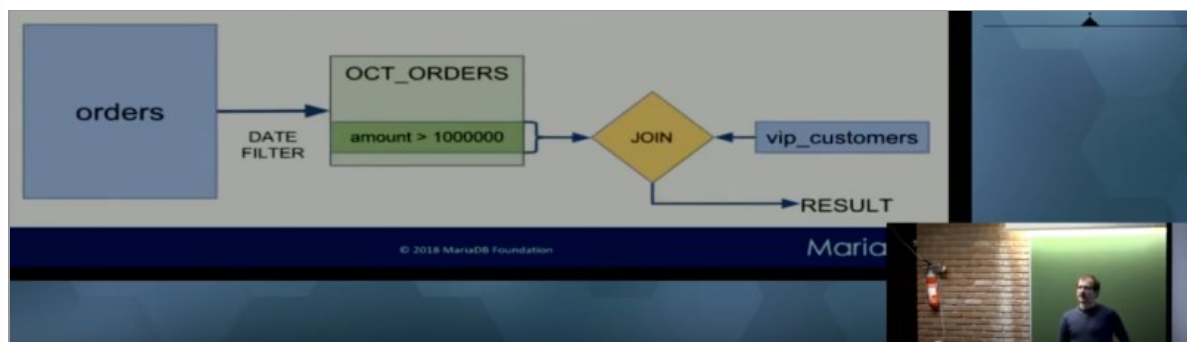 orders
DATE
FILTER
OCT_ORDERS
amount > 1000000
JOIN
vip_customers
RESULT
© 2018 MariaDB Foundation
Maria